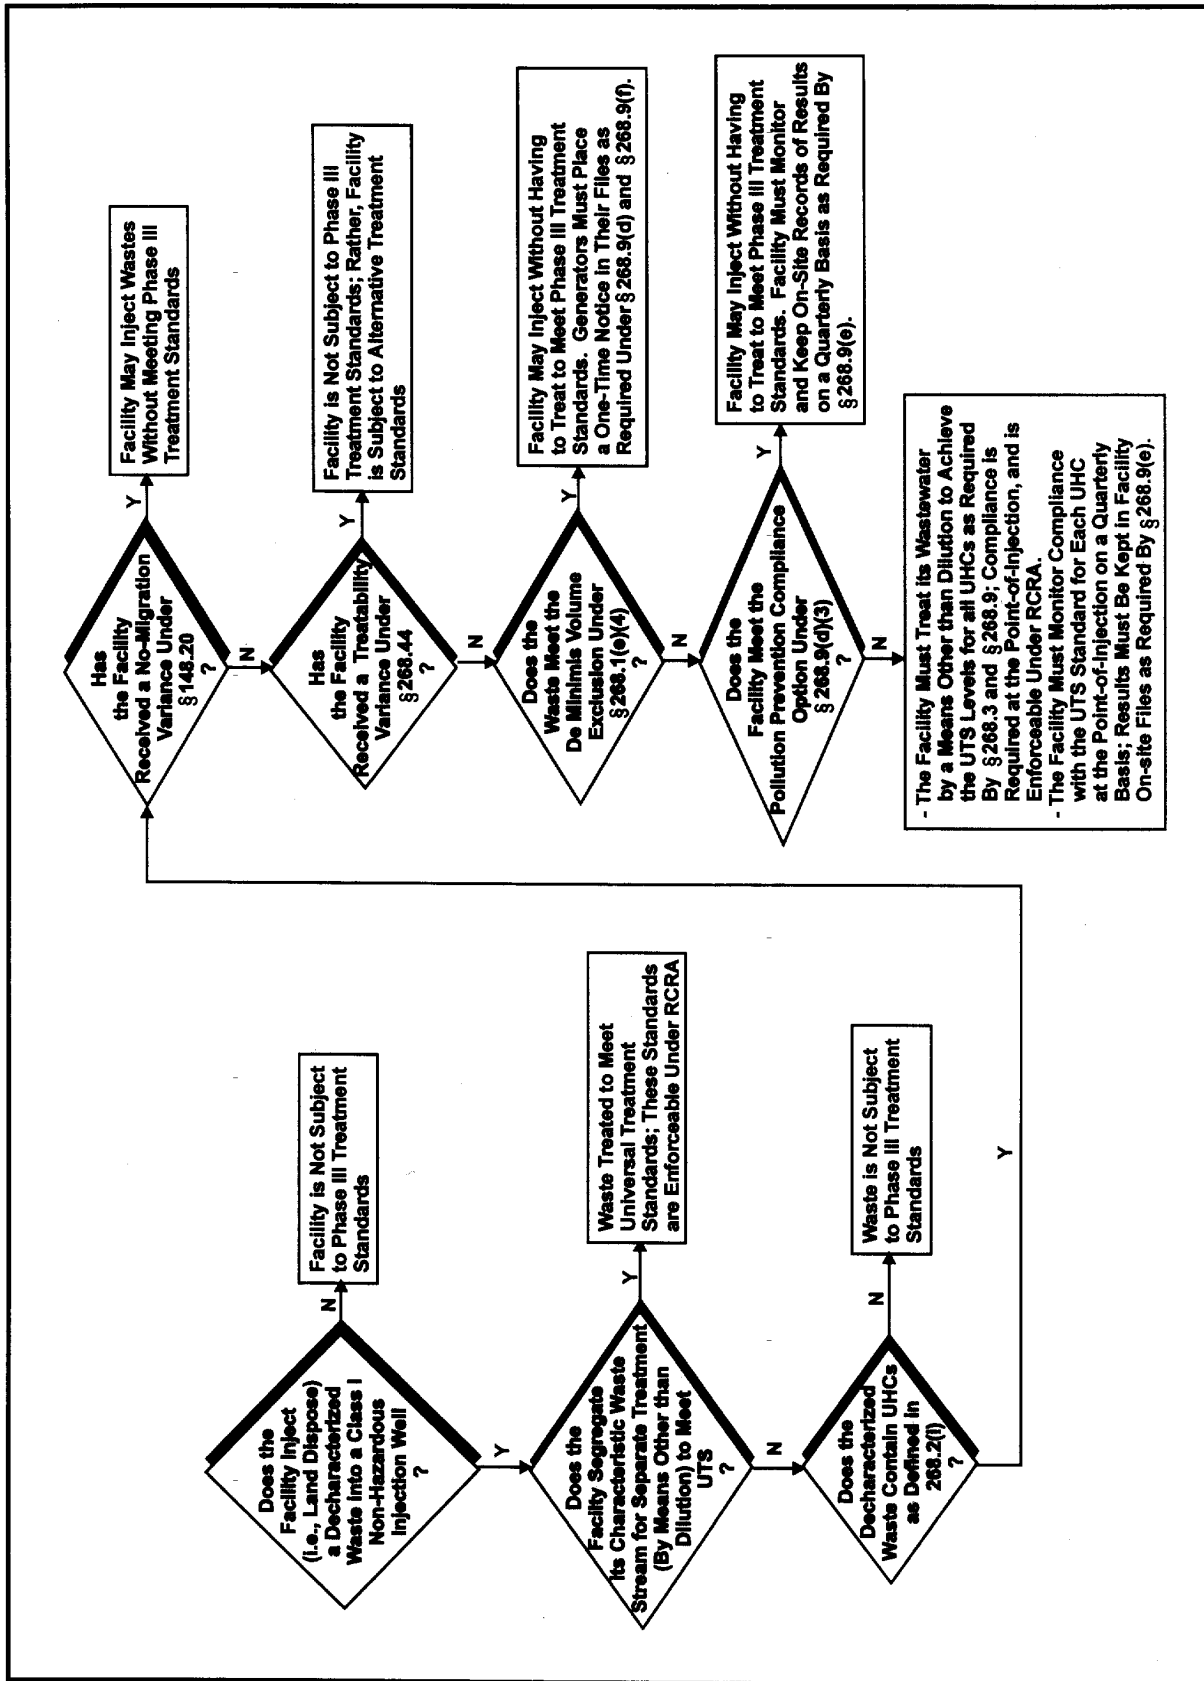 Does the
Facility Inject
(i.e., Land Dispose)
a Decharacterized
Waste into a Class I
Non-Hazardous
Injection Well
?
N
Facility is Not Subject
to Phase III Treatment
Standards
Y
Does the
Facility Segregate
Its Characteristic Waste
Stream for Separate Treatment
(By Means Other than
Dilution) to Meet
UTS
?
Y
Waste Treated to Meet
Universal Treatment
Standards; These Standards
are Enforceable Under RCRA
N
Does the
Decharacterized
Waste Contain UHCs
as Defined in
268.2(i)
?
N
Waste is Not Subject
to Phase III Treatment
Standards
Y
Has
the Facility
Received a No-Migration
Variance Under
§148.20
?
Y
Facility May Inject Wastes
Without Meeting Phase III
Treatment Standards
N
Has
the Facility
Received a Treatability
Variance Under
§268.44
?
Y
Facility is Not Subject to Phase III
Treatment Standards; Rather, Facility
is Subject to Alternative Treatment
Standards
N
Does the
Waste Meet the
De Minimis Volume
Exclusion Under
§268.1(e)(4)
?
Y
Facility May Inject Without Having
to Treat to Meet Phase III Treatment
Standards. Generators Must Place
a One-Time Notice in Their Files as
Required Under §268.9(d) and §268.9(f).
N
Does the
Facility Meet the
Pollution Prevention Compliance
Option Under
§268.9(d)(3)
?
Y
Facility May Inject Without Having
to Treat to Meet Phase III Treatment
Standards. Facility Must Monitor
and Keep On-Site Records of Results
on a Quarterly Basis as Required By
§268.9(e).
N
- The Facility Must Treat its Wastewater
by a Means Other than Dilution to Achieve
the UTS Levels for all UHCs as Required
By §268.3 and §268.9; Compliance is
Required at the Point-of-Injection, and is
Enforceable Under RCRA.
- The Facility Must Monitor Compliance
with the UTS Standard for Each UHC
at the Point-of-Injection on a Quarterly
Basis; Results Must Be Kept in Facility
On-site Files as Required By §268.9(e).